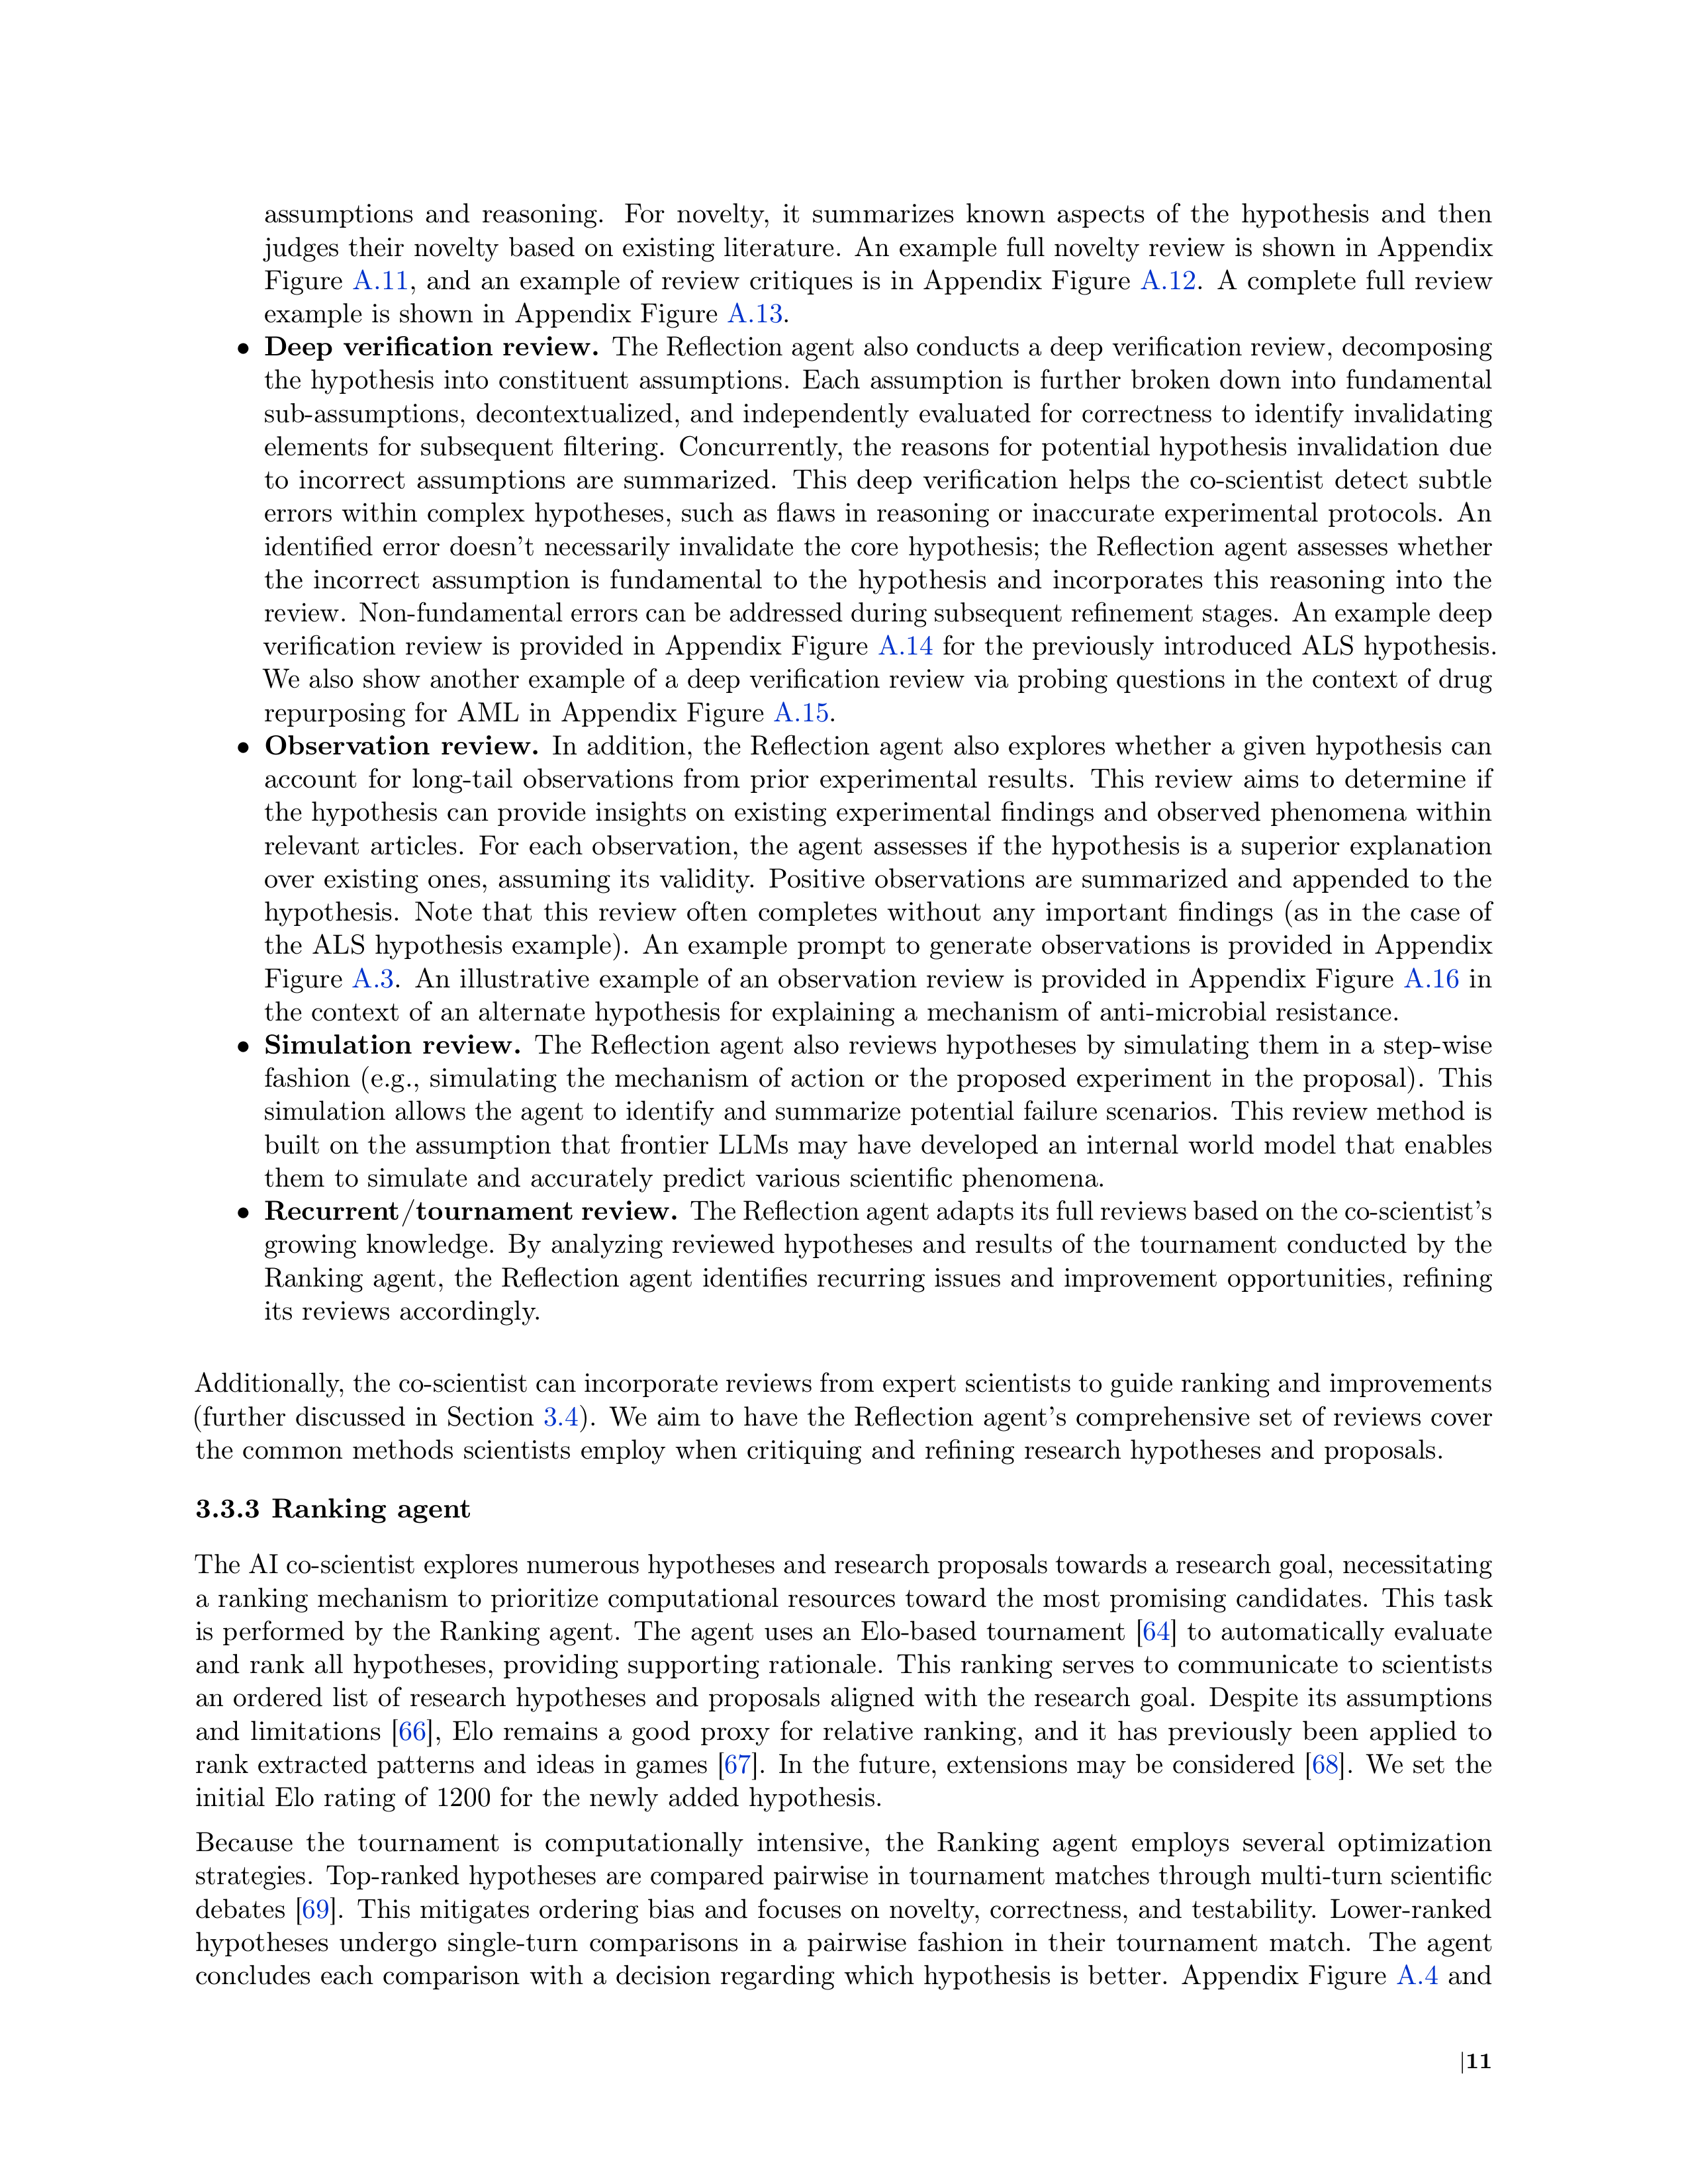 assumptions and reasoning. For novelty, it summarizes known aspects of the hypothesis and then
judges their novelty based on existing literature. An example full novelty review is shown in Appendix
Figure A.11, and an example of review critiques is in Appendix Figure A.12. A complete full review
example is shown in Appendix Figure A.13.
• Deep verification review. The Reflection agent also conducts a deep verification review, decomposing
the hypothesis into constituent assumptions. Each assumption is further broken down into fundamental
sub-assumptions, decontextualized, and independently evaluated for correctness to identify invalidating
elements for subsequent filtering. Concurrently, the reasons for potential hypothesis invalidation due
to incorrect assumptions are summarized. This deep verification helps the co-scientist detect subtle
errors within complex hypotheses, such as flaws in reasoning or inaccurate experimental protocols. An
identified error doesn't necessarily invalidate the core hypothesis; the Reflection agent assesses whether
the incorrect assumption is fundamental to the hypothesis and incorporates this reasoning into the
review. Non-fundamental errors can be addressed during subsequent refinement stages. An example deep
verification review is provided in Appendix Figure A.14 for the previously introduced ALS hypothesis.
We also show another example of a deep verification review via probing questions in the context of drug
repurposing for AML in Appendix Figure A.15.
• Observation review. In addition, the Reflection agent also explores whether a given hypothesis can
account for long-tail observations from prior experimental results. This review aims to determine if
the hypothesis can provide insights on existing experimental findings and observed phenomena within
relevant articles. For each observation, the agent assesses if the hypothesis is a superior explanation
over existing ones, assuming its validity. Positive observations are summarized and appended to the
hypothesis. Note that this review often completes without any important findings (as in the case of
the ALS hypothesis example). An example prompt to generate observations is provided in Appendix
Figure A.3. An illustrative example of an observation review is provided in Appendix Figure A.16 in
the context of an alternate hypothesis for explaining a mechanism of anti-microbial resistance.
• Simulation review. The Reflection agent also reviews hypotheses by simulating them in a step-wise
fashion (e.g., simulating the mechanism of action or the proposed experiment in the proposal). This
simulation allows the agent to identify and summarize potential failure scenarios. This review method is
built on the assumption that frontier LLMs may have developed an internal world model that enables
them to simulate and accurately predict various scientific phenomena.
• Recurrent/tournament review. The Reflection agent adapts its full reviews based on the co-scientist's
growing knowledge. By analyzing reviewed hypotheses and results of the tournament conducted by the
Ranking agent, the Reflection agent identifies recurring issues and improvement opportunities, refining
its reviews accordingly.
Additionally, the co-scientist can incorporate reviews from expert scientists to guide ranking and improvements
(further discussed in Section 3.4). We aim to have the Reflection agent's comprehensive set of reviews cover
the common methods scientists employ when critiquing and refining research hypotheses and proposals.
3.3.3 Ranking agent
The AI co-scientist explores numerous hypotheses and research proposals towards a research goal, necessitating
a ranking mechanism to prioritize computational resources toward the most promising candidates. This task
is performed by the Ranking agent. The agent uses an Elo-based tournament [64] to automatically evaluate
and rank all hypotheses, providing supporting rationale. This ranking serves to communicate to scientists
an ordered list of research hypotheses and proposals aligned with the research goal. Despite its assumptions
and limitations [66], Elo remains a good proxy for relative ranking, and it has previously been applied to
rank extracted patterns and ideas in games [67]. In the future, extensions may be considered [68]. We set the
initial Elo rating of 1200 for the newly added hypothesis.
Because the tournament is computationally intensive, the Ranking agent employs several optimization
strategies. Top-ranked hypotheses are compared pairwise in tournament matches through multi-turn scientific
debates [69]. This mitigates ordering bias and focuses on novelty, correctness, and testability. Lower-ranked
hypotheses undergo single-turn comparisons in a pairwise fashion in their tournament match. The agent
concludes each comparison with a decision regarding which hypothesis is better. Appendix Figure A.4 and
|11